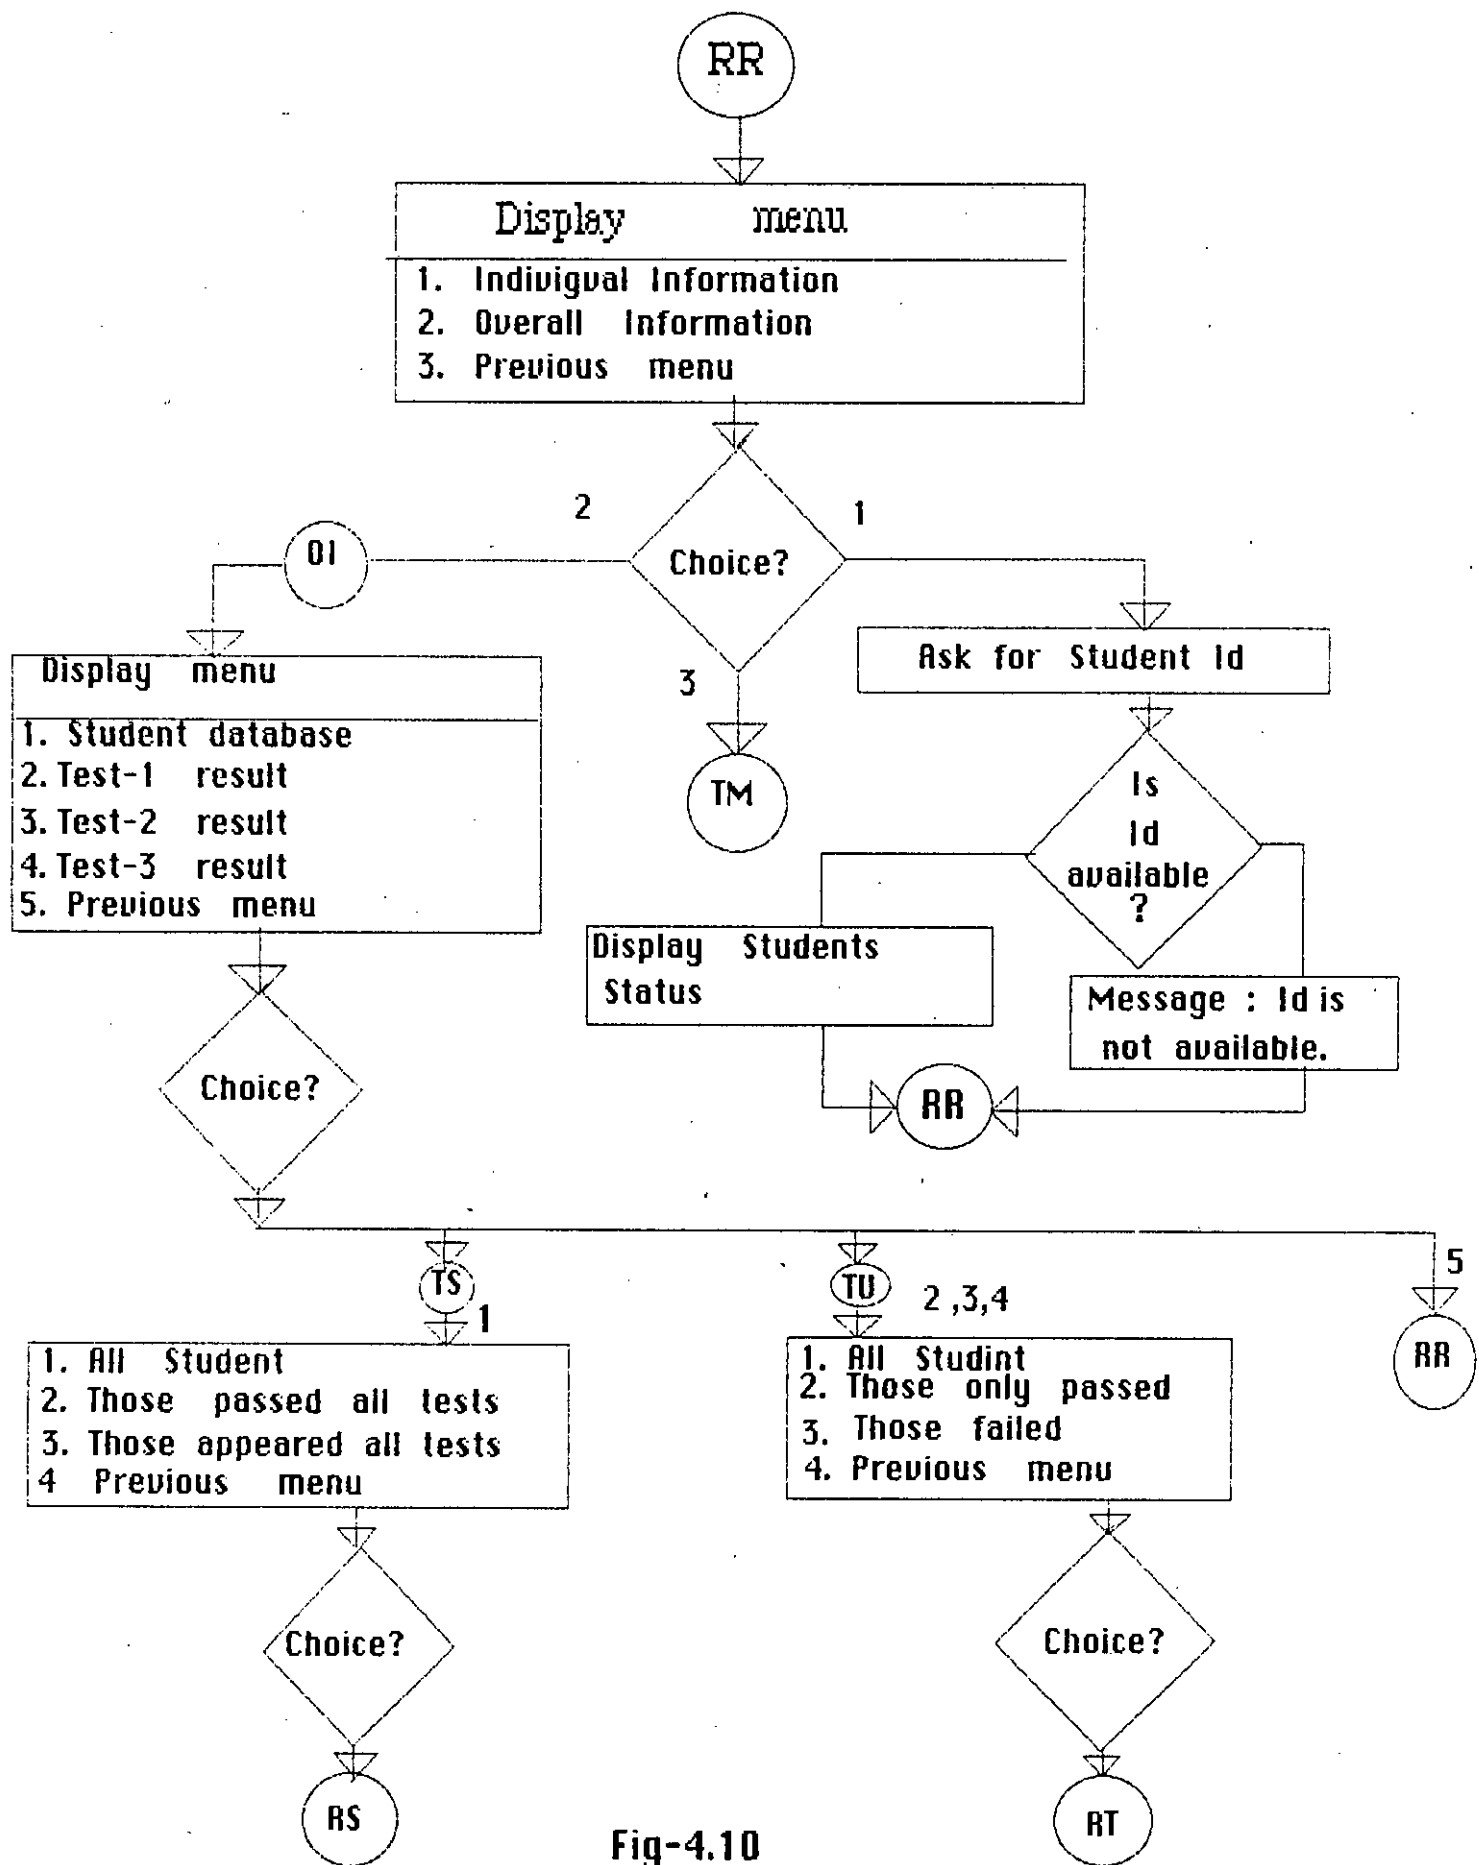 RR
Display menu
1. Indivigual Information
2. Overall Information
3. Previous menu
2
1
OI
Choice?
3
Ask for Student Id
Display menu
1. Student database
2. Test-1 result
3. Test-2 result
4. Test-3 result
5. Previous menu
TM
Is
Id
available
?
Display Students
Status
Message : Id is
not available.
Choice?
RR
TS
1
TU
2 ,3,4
5
RR
1. All Student
2. Those passed all tests
3. Those appeared all tests
4 Previous menu
1. All Studint
2. Those only passed
3. Those failed
4. Previous menu
Choice?
Choice?
RS
RT
Fig-4.10